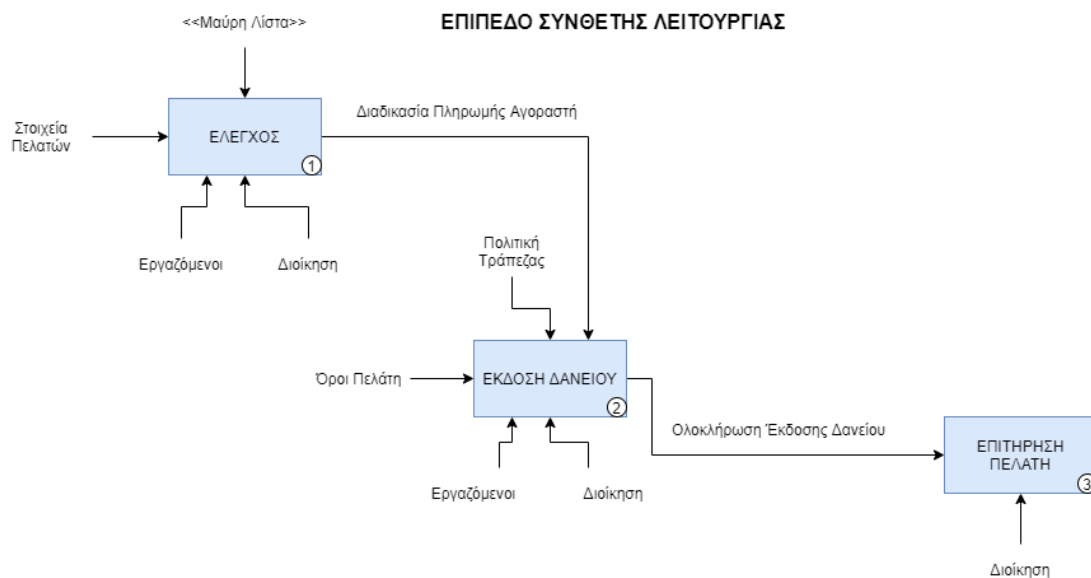 <<Μαύρη Λίστα>>
ΕΠΙΠΕΔΟ ΣΥΝΘΕΤΗΣ ΛΕΙΤΟΥΡΓΙΑΣ
Διαδικασία Πληρωμής Αγοραστή
Στοιχεία
Πελατών
ΕΛΕΓΧΟΣ
1
Εργαζόμενοι
Διοίκηση
Πολιτική
Τράπεζας
Όροι Πελάτη
ΕΚΔΟΣΗ ΔΑΝΕΙΟΥ
2
Ολοκλήρωση Έκδοσης Δανείου
ΕΠΙΤΗΡΗΣΗ
ΠΕΛΑΤΗ
3
Εργαζόμενοι
Διοίκηση
Διοίκηση